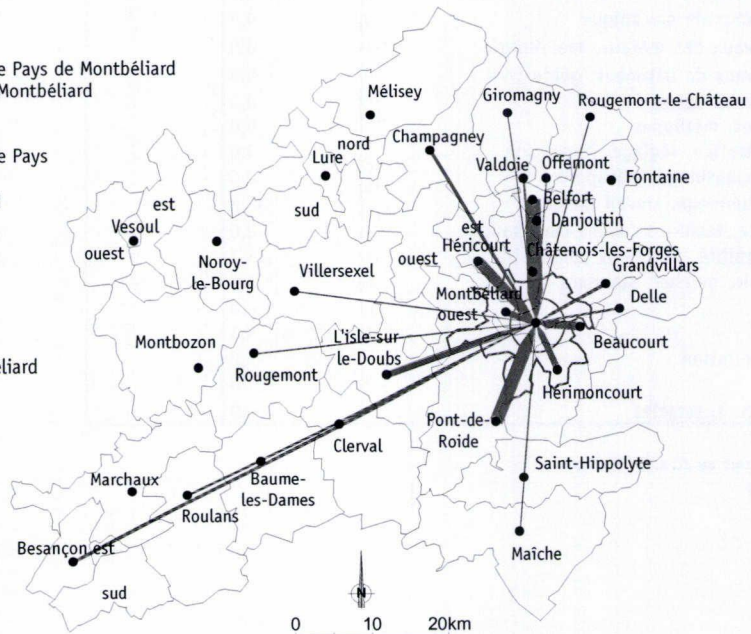 e Pays de Montbéliard
Montbéliard
Mélisey
Giromagny
Rougemont-le-Château
nord
Champagney
e Pays
Lure
Valdoie
Offemont
Fontaine
est
Belfort
Vesoul
sud
Danjoutin
ouest
est
Héricourt
Noroy-
le-Bourg
Villersexel
ouest
Châtenois-les-Forges
Grandvillars
Montbéliard
ouest
Delle
Montbozon
L'isle-sur
le-Doubs
Beaucourt
éliard
Rougemont
Hérimoncourt
Pont-de-
Roide
Clerval
Marchaux
Baume-
les-Dames
Saint-Hippolyte
Roulans
Besançon est
Maîche
sud
N
0 10 20km